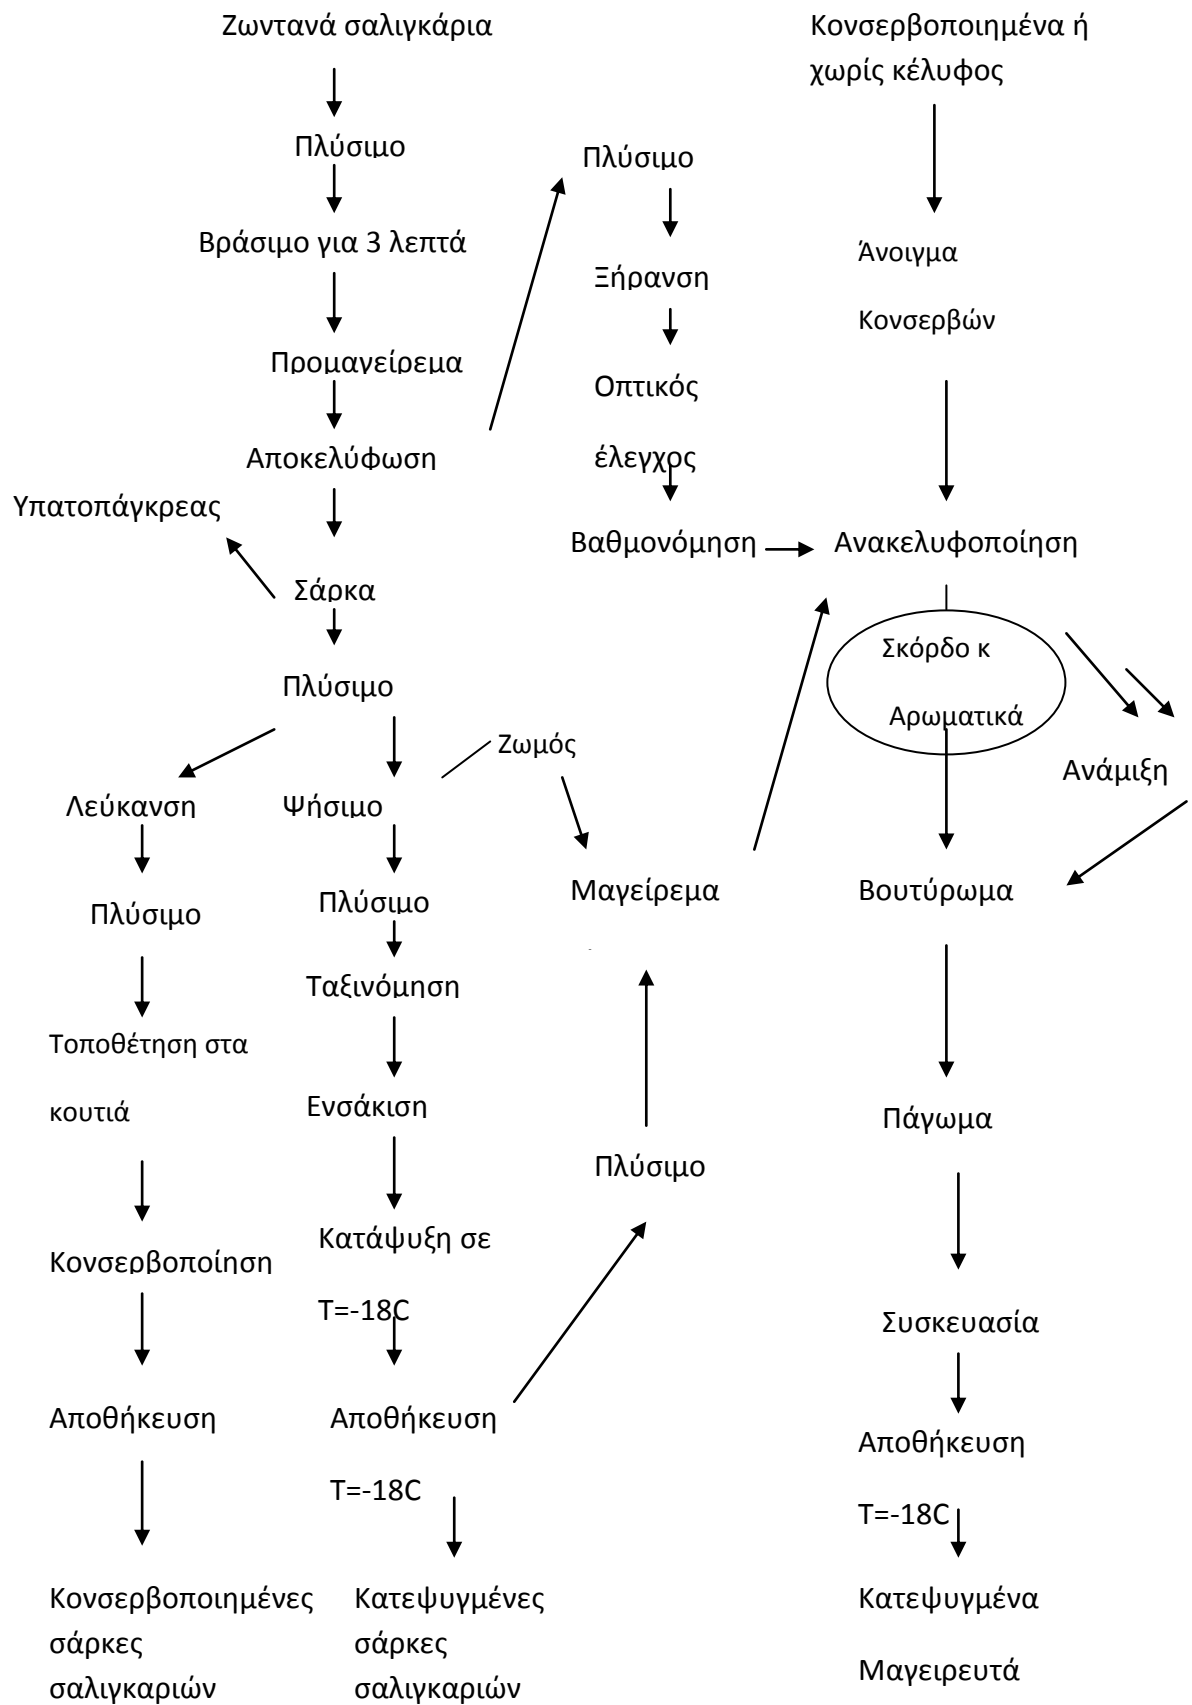 Ζωντανά σαλιγκάρια
Κονσερβοποιημένα ή
χωρίς κέλυφος
Πλύσιμο
Πλύσιμο
Βράσιμο για 3 λεπτά
Άνοιγμα
Κονσερβών
Ξήρανση
Προμαγείρεμα
Οπτικός
έλεγχος
Αποκελύφωση
Υπατοπάγκρεας
Βαθμονόμηση
Ανακελυφοποίηση
Σάρκα
Σκόρδο κ
Αρωματικά
Πλύσιμο
Ζωμός
Ανάμιξη
Λεύκανση
Ψήσιμο
Μαγείρεμα
Βουτύρωμα
Πλύσιμο
Πλύσιμο
Ταξινόμηση
Τοποθέτηση στα
κουτιά
Ενσάκιση
Πάγωμα
Πλύσιμο
Κονσερβοποίηση
Κατάψυξη σε
T=-18C
Συσκευασία
Αποθήκευση
Αποθήκευση
T=-18C
Αποθήκευση
T=-18C
Κονσερβοποιημένες
σάρκες
σαλιγκαριών
Κατεψυγμένες
σάρκες
σαλιγκαριών
Κατεψυγμένα
Μαγειρευτά